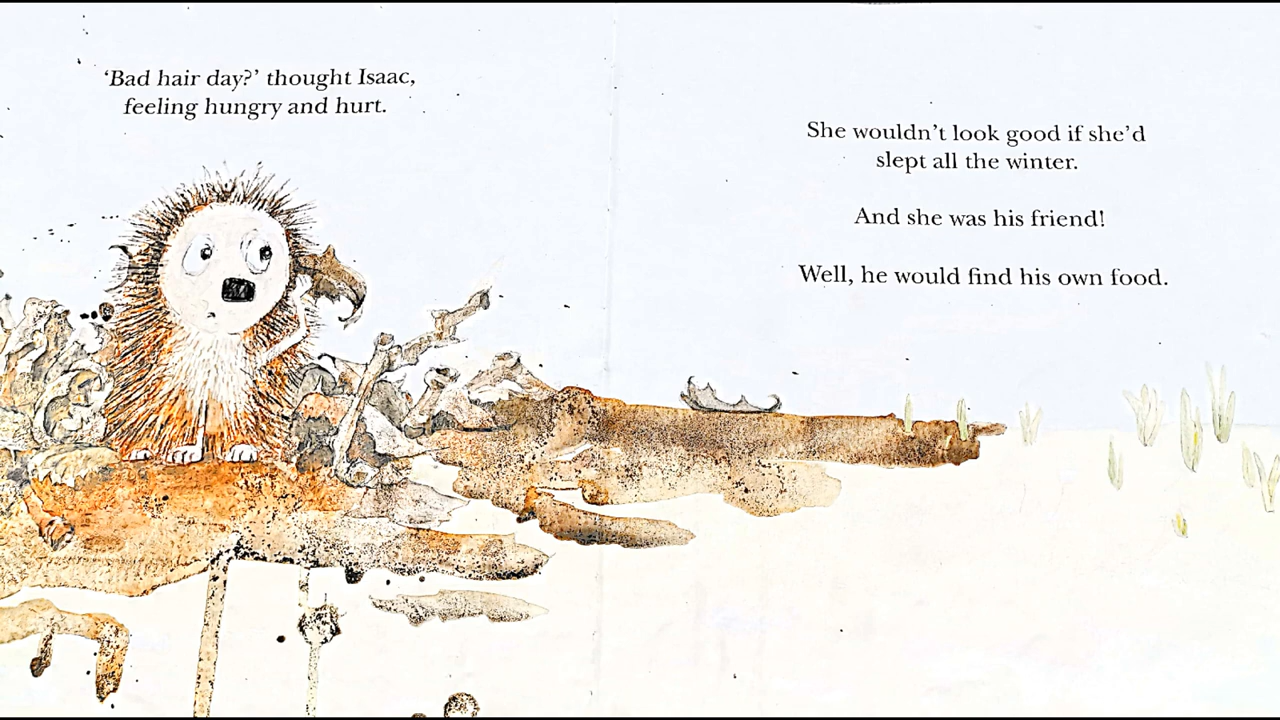 ‘Bad hair day?’ thought Isaac,
feeling hungry and hurt.
She wouldn’t look good if she’d
slept all the winter.
And she was his friend!
Well, he would find his own food.